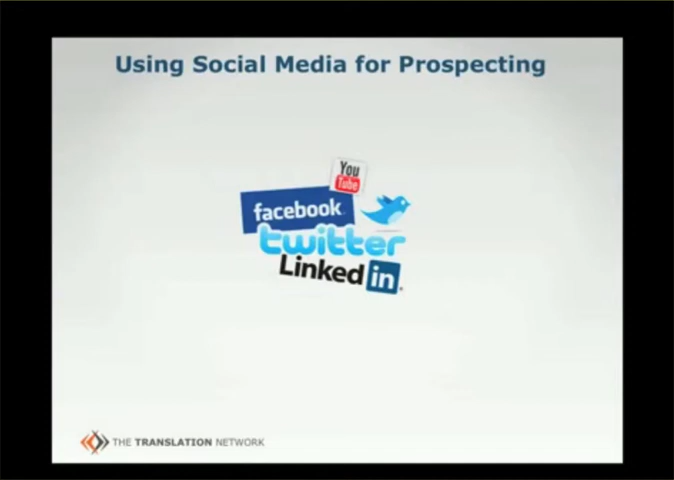 Using Social Media for Prospecting
You
Tube
facebook
twitter
Linked in
THE TRANSLATION NETWORK